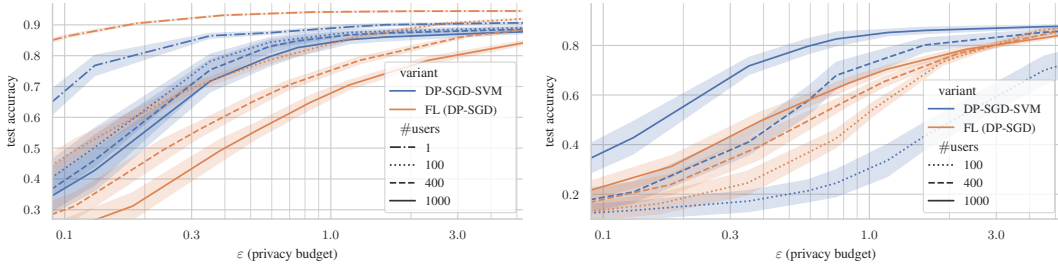 0.9
0.8
0.7
0.6
0.5
0.4
0.3
test accuracy
variant
DP-SGD-SVM
FL (DP-SGD)
#users
1
100
400
1000
0.1
0.3
1.0
3.0
ε (privacy budget)
0.8
0.6
0.4
0.2
test accuracy
variant
DP-SGD-SVM
FL (DP-SGD)
#users
100
400
1000
0.1
0.3
1.0
3.0
ε (privacy budget)